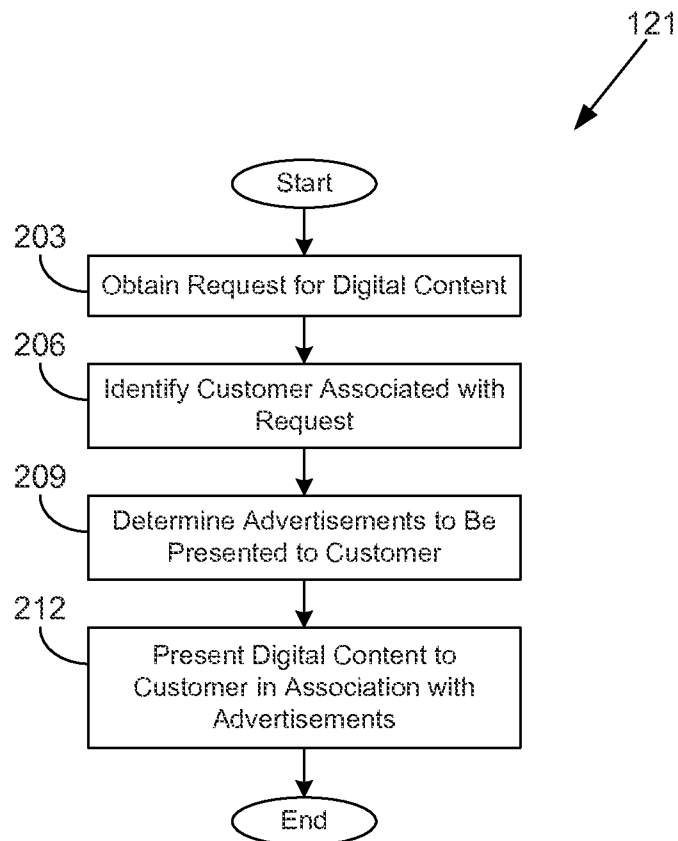 121
Start
203
Obtain Request for Digital Content
206
Identify Customer Associated with
Request
209
Determine Advertisements to Be
Presented to Customer
212
Present Digital Content to
Customer in Association with
Advertisements
End